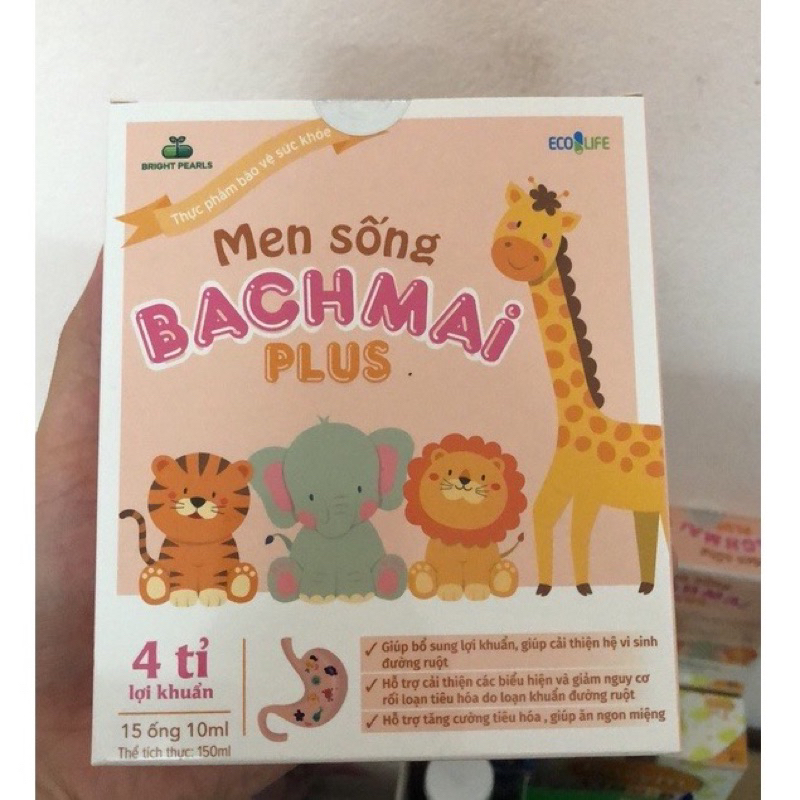 BRIGHT PEARLS
ECO LIFE
Thực phẩm bảo vệ sức khỏe
Men sống
BACHMAI
PLUS
4 tỉ
lợi khuẩn
15 ống 10ml
Thể tích thực: 150ml
Giúp bổ sung lợi khuẩn, giúp cải thiện hệ vi sinh
đường ruột
Hỗ trợ cải thiện các biểu hiện và giảm nguy cơ
rối loạn tiêu hóa do loạn khuẩn đường ruột
Hỗ trợ tăng cường tiêu hóa , giúp ăn ngon miệng
PLUS